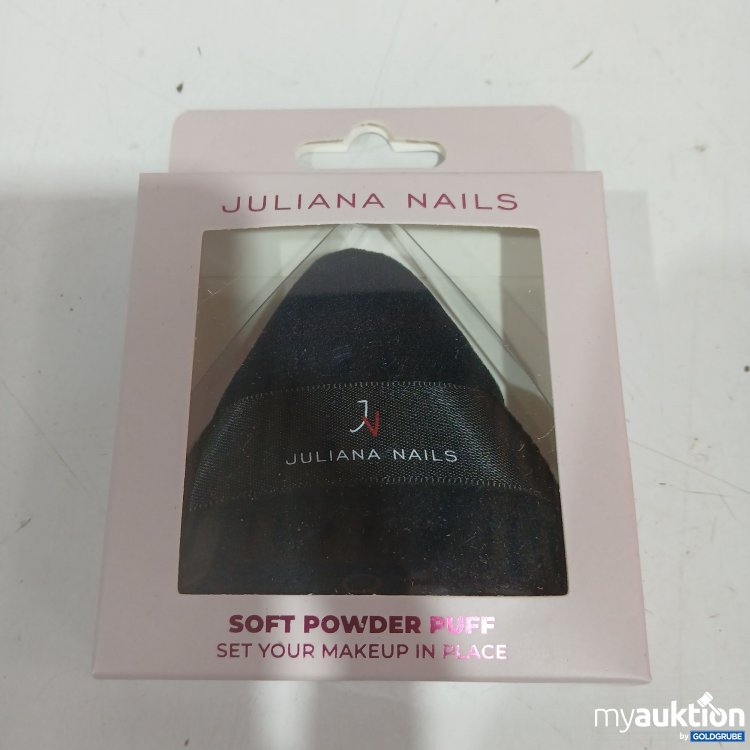 JULIANA NAILS
JN
JULIANA NAILS
SOFT POWDER PUFF
SET YOUR MAKEUP IN PLACE
myauktion
by GOLDGRUBE